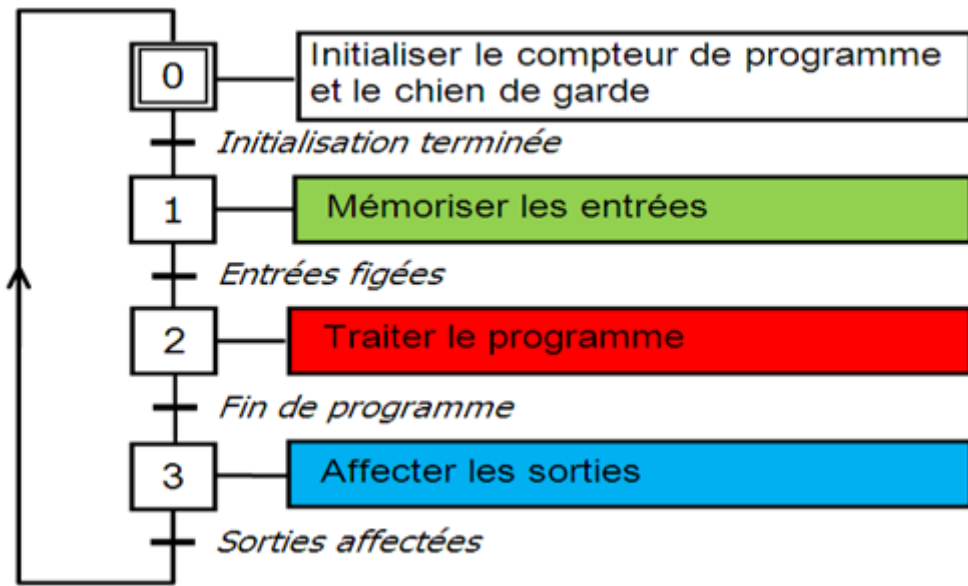 0
Initialiser le compteur de programme
et le chien de garde
Initialisation terminée
1
Mémoriser les entrées
Entrées figées
2
Traiter le programme
Fin de programme
3
Affecter les sorties
Sorties affectées